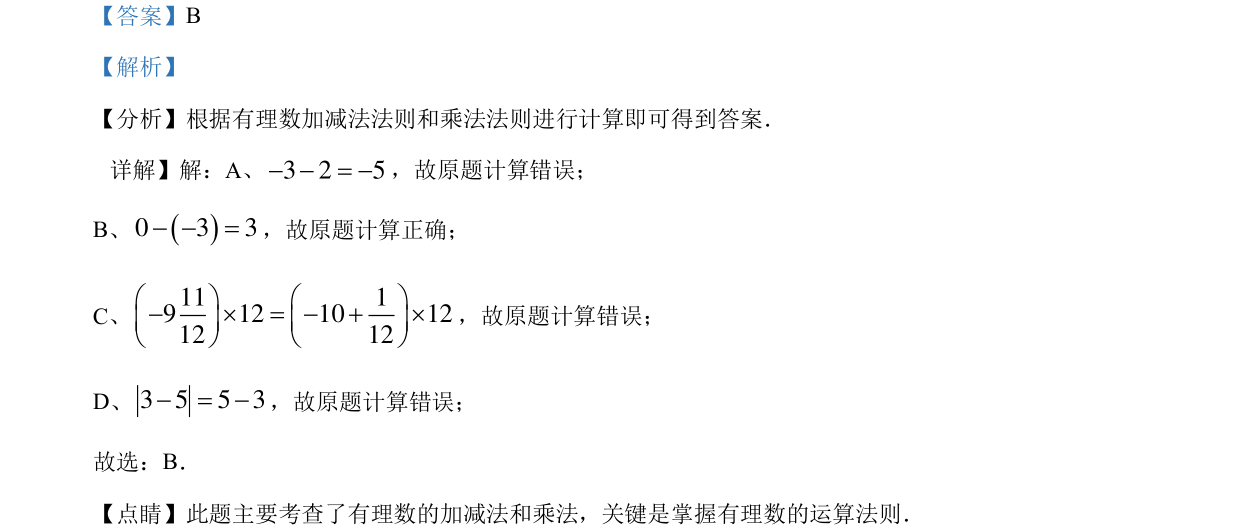 【答案】B
【解析】
【分析】根据有理数加减法法则和乘法法则进行计算即可得到答案．
详解】解：A、−3−2=−5，故原题计算错误；
B、0−(−3)=3，故原题计算正确；
C、(−9 11/12)×12=(−10+1/12)×12，故原题计算错误；
D、|3−5|=5−3，故原题计算错误；
故选：B．
【点睛】此题主要考查了有理数的加减法和乘法，关键是掌握有理数的运算法则．